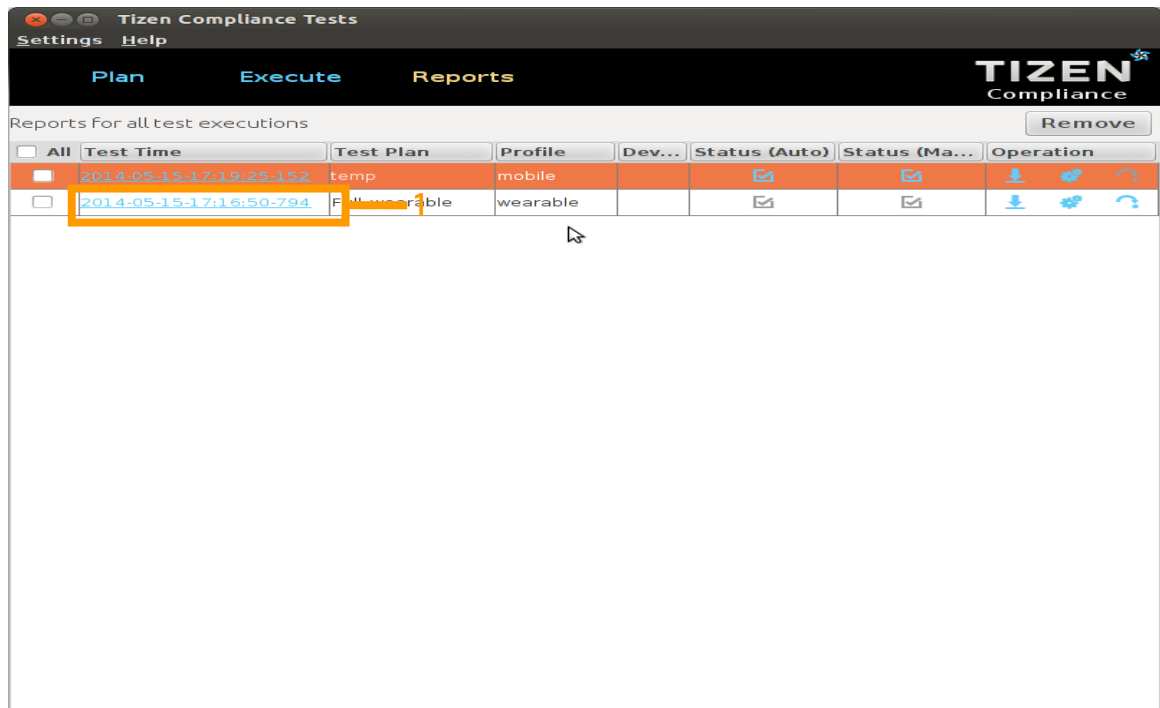 Tizen Compliance Tests
Settings Help
Plan Execute Reports TIZEN
Compliance
Reports for all test executions Remove
All Test Time Test Plan Profile Dev... Status (Auto) Status (Ma... Operation
2014-05-15-17:19:25-152 temp mobile
2014-05-15-17:16:50-794 Full-wearable wearable
1